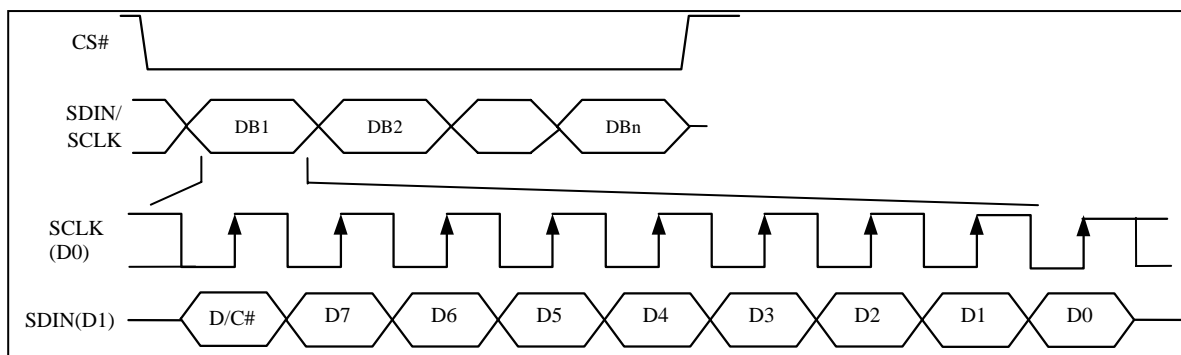 CS#
SDIN/
SCLK
DB1 DB2 DBn
SCLK
(D0)
SDIN(D1) D/C# D7 D6 D5 D4 D3 D2 D1 D0